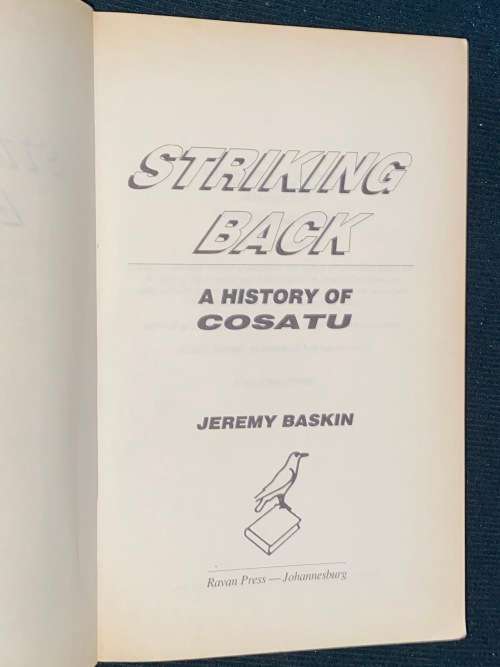 STRIKING
BACK
A HISTORY OF
COSATU
JEREMY BASKIN
Ravan Press — Johannesburg